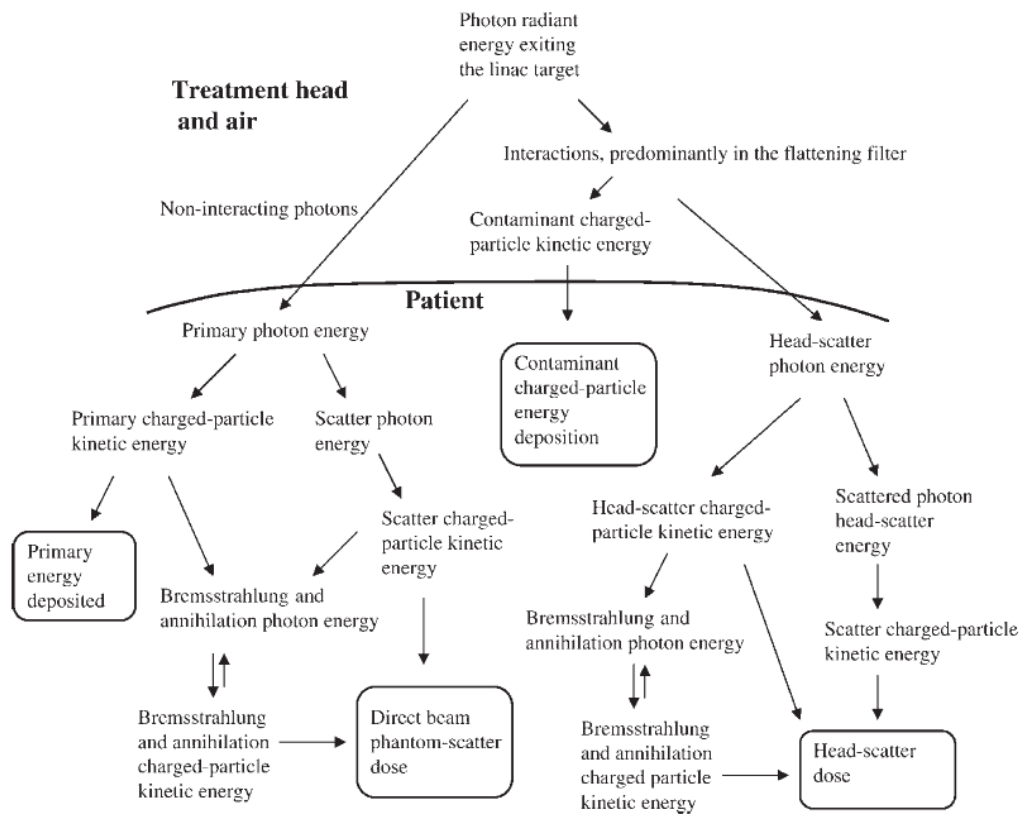 Photon radiant
energy exiting
the linac target
Treatment head
and air
Interactions, predominantly in the flattening filter
Non-interacting photons
Contaminant charged-
particle kinetic energy
Patient
Primary photon energy
Contaminant
charged-particle
energy
deposition
Head-scatter
photon energy
Primary charged-particle
kinetic energy
Scatter photon
energy
Head-scatter charged-
particle kinetic energy
Scattered photon
head-scatter
energy
Scatter charged-
particle kinetic
energy
Primary
energy
deposited
Bremsstrahlung and
annihilation photon energy
Bremsstrahlung and
annihilation photon energy
Scatter charged-particle
kinetic energy
Bremsstrahlung
and annihilation
charged-particle
kinetic energy
Direct beam
phantom-scatter
dose
Bremsstrahlung
and annihilation
charged particle
kinetic energy
Head-scatter
dose